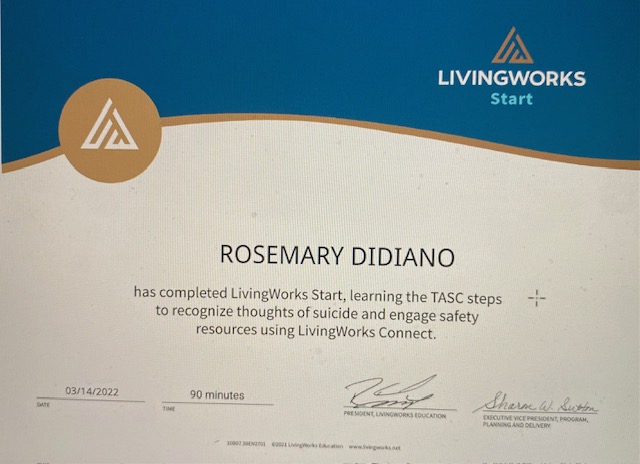 LIVINGWORKS
Start
ROSEMARY DIDIANO
has completed LivingWorks Start, learning the TASC steps
to recognize thoughts of suicide and engage safety
resources using LivingWorks Connect.
03/14/2022
DATE
90 minutes
TIME
PRESIDENT, LIVINGWORKS EDUCATION
Sharon W. Sutton
EXECUTIVE VICE PRESIDENT, PROGRAM,
PLANNING AND DELIVERY
©2021 LivingWorks Education www.livingworks.net